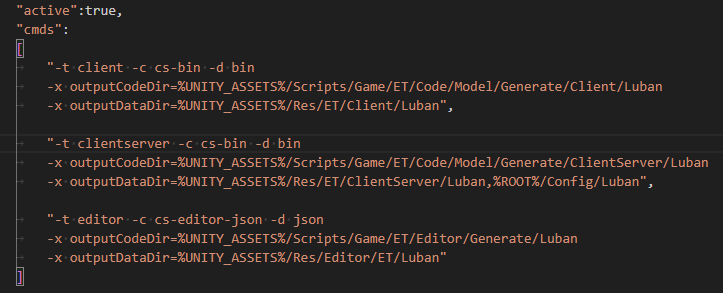 "active":true,
"cmds":
[
"-t client -c cs-bin -d bin
-x outputCodeDir=%UNITY_ASSETS%/Scripts/Game/ET/Code/Model/Generate/Client/Luban
-x outputDataDir=%UNITY_ASSETS%/Res/ET/Client/Luban",
"-t clientserver -c cs-bin -d bin
-x outputCodeDir=%UNITY_ASSETS%/Scripts/Game/ET/Code/Model/Generate/ClientServer/Luban
-x outputDataDir=%UNITY_ASSETS%/Res/ET/ClientServer/Luban,%ROOT%/Config/Luban",
"-t editor -c cs-editor-json -d json
-x outputCodeDir=%UNITY_ASSETS%/Scripts/Game/ET/Editor/Generate/Luban
-x outputDataDir=%UNITY_ASSETS%/Res/Editor/ET/Luban"
]